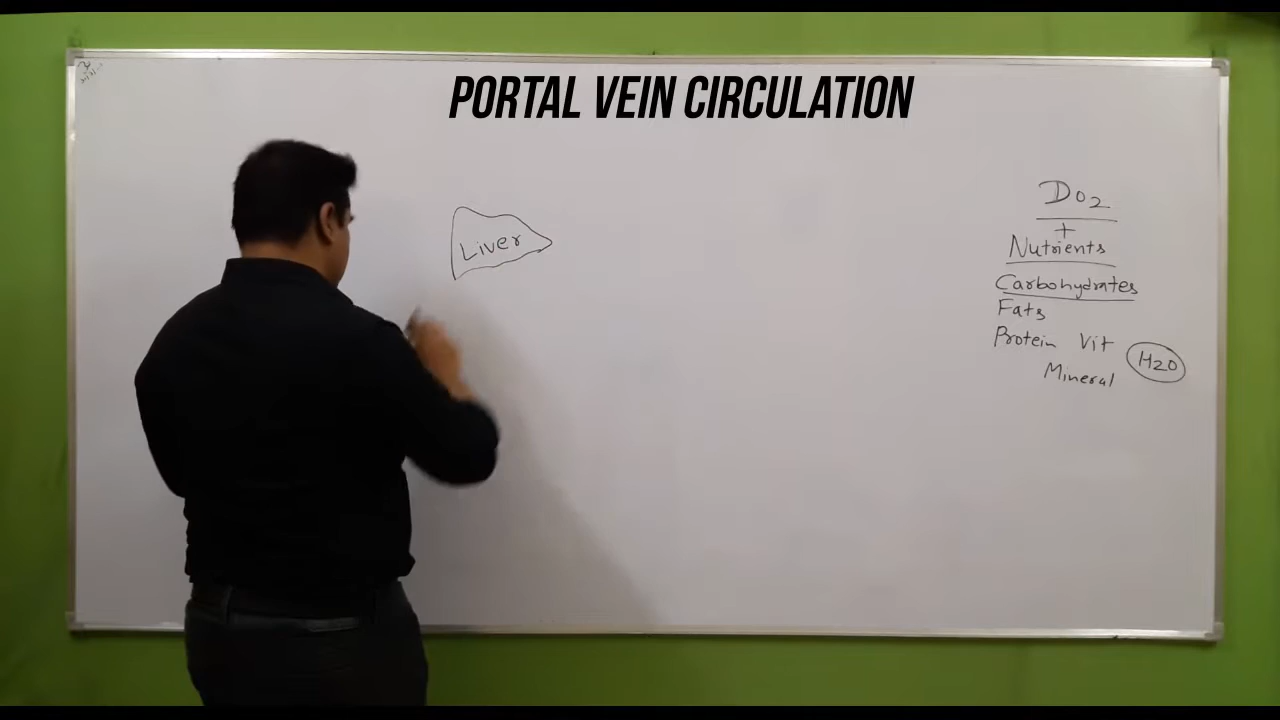 PORTAL VEIN CIRCULATION
Liver
DO2
+
Nutrients
Carbohydrates
Fats
Protein Vit
H2O
Mineral